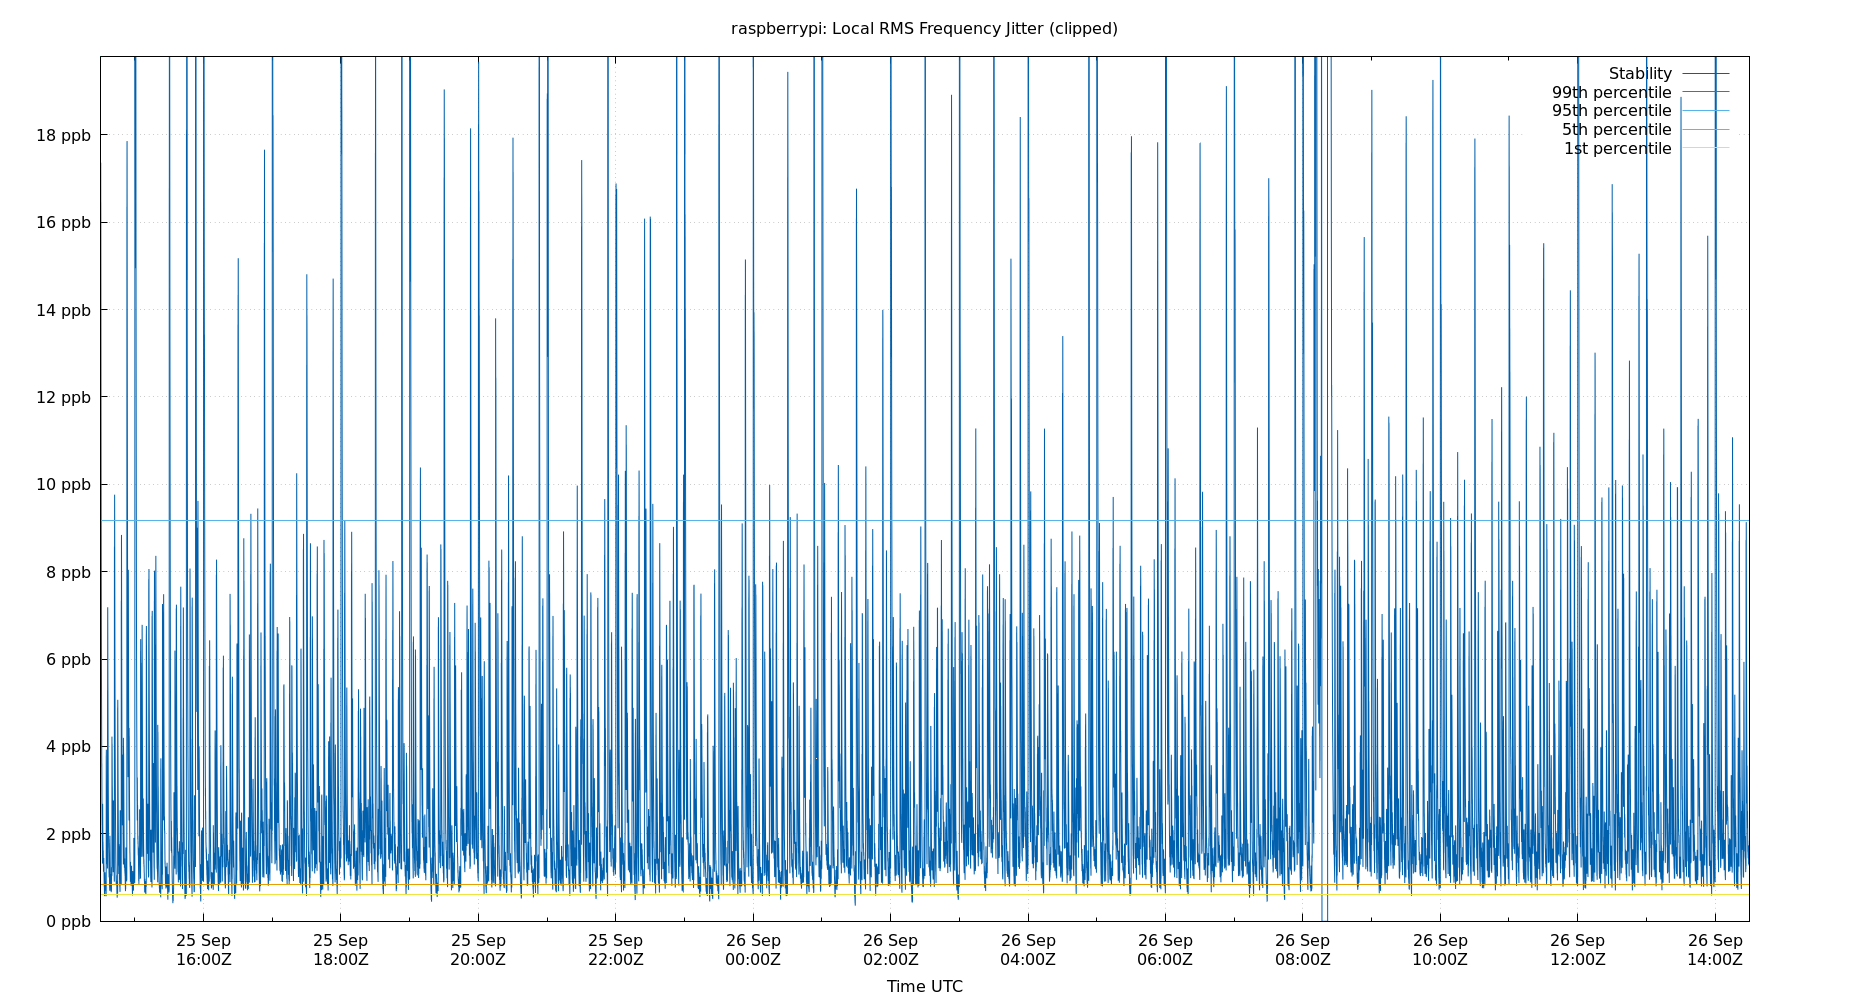 raspberrypi: Local RMS Frequency Jitter (clipped)
Stability
99th percentile
95th percentile
5th percentile
1st percentile
18 ppb
16 ppb
14 ppb
12 ppb
10 ppb
8 ppb
6 ppb
4 ppb
2 ppb
0 ppb
25 Sep 25 Sep 25 Sep 25 Sep 26 Sep 26 Sep 26 Sep 26 Sep 26 Sep 26 Sep 26 Sep 26 Sep
16:00Z 18:00Z 20:00Z 22:00Z 00:00Z 02:00Z 04:00Z 06:00Z 08:00Z 10:00Z 12:00Z 14:00Z
Time UTC